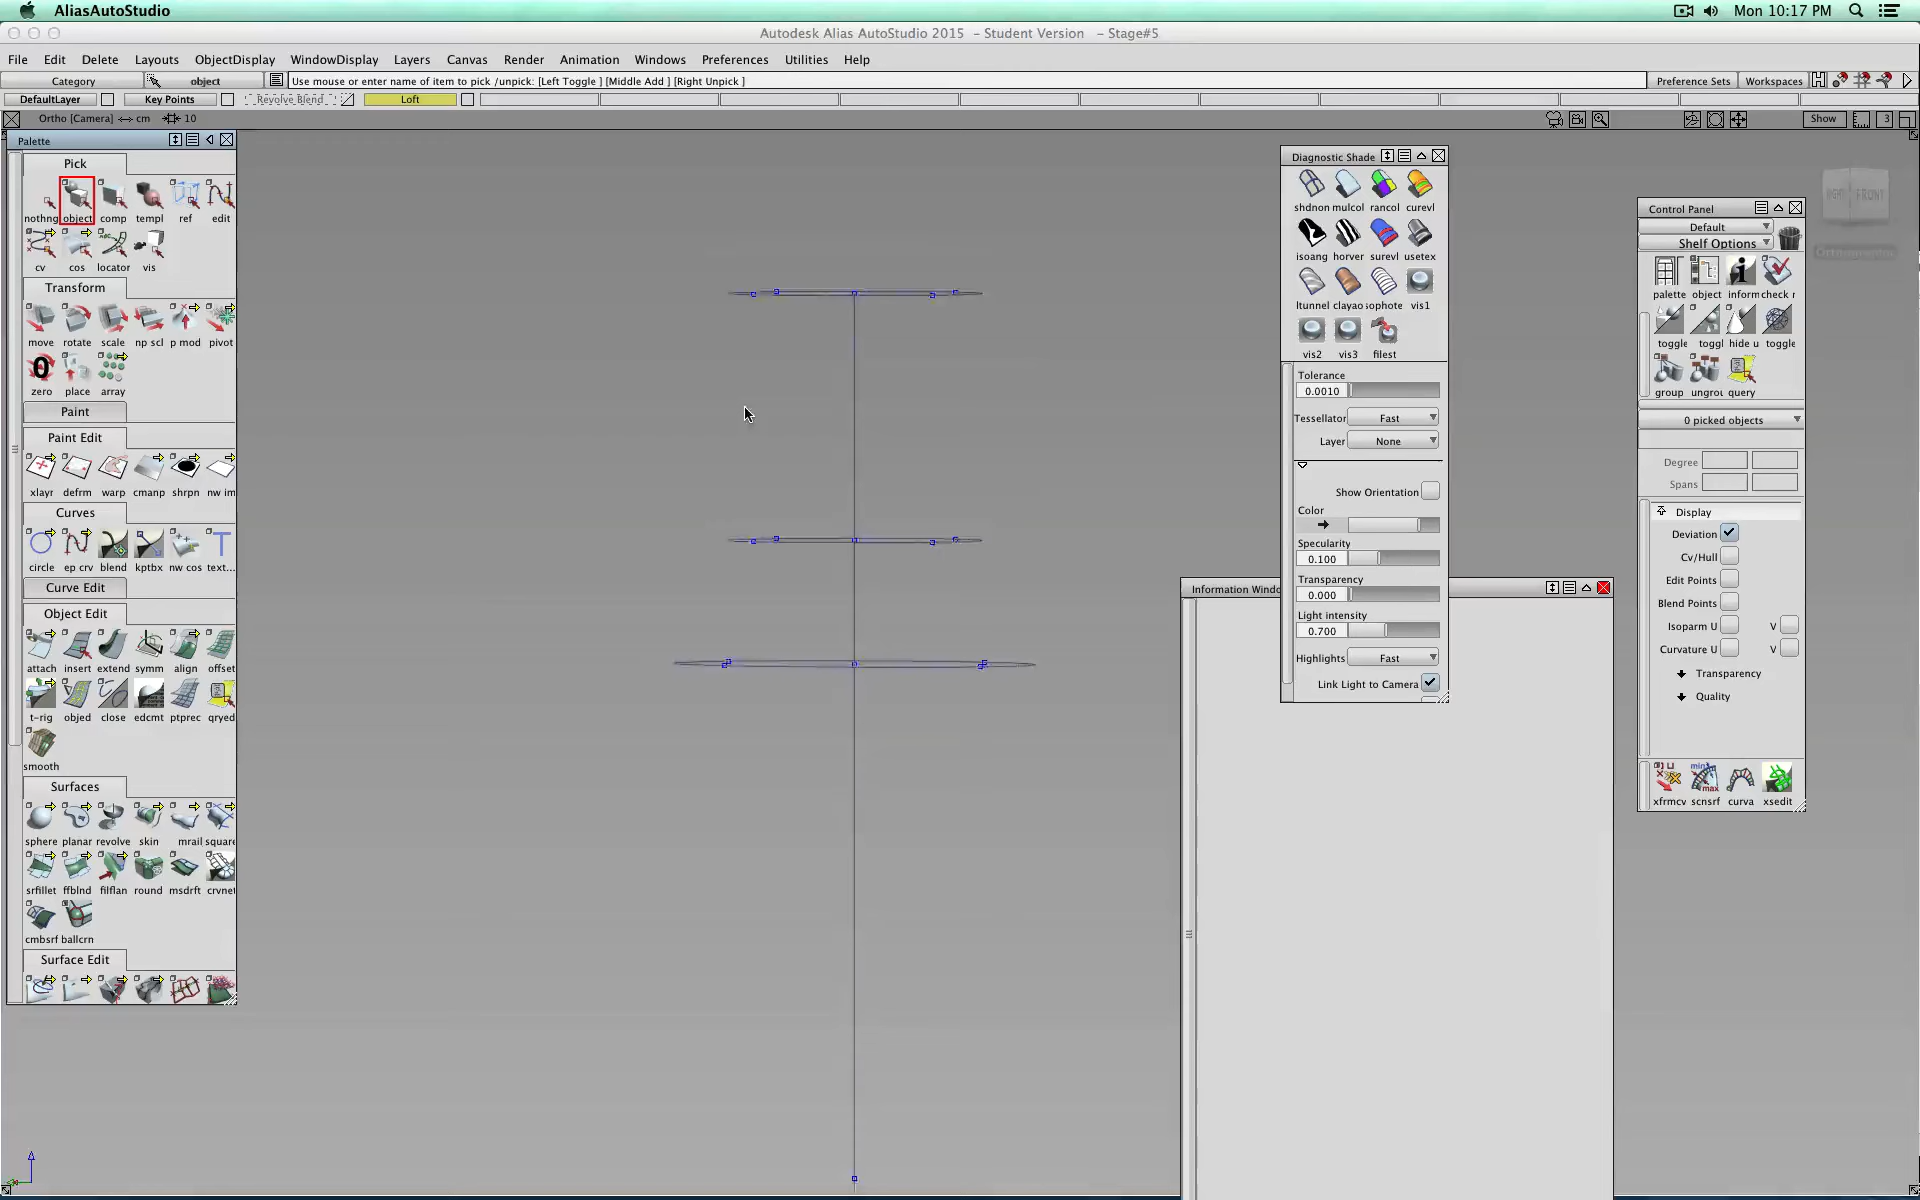 AliasAutoStudio
Mon 10:17 PM
Autodesk Alias AutoStudio 2015 - Student Version - Stage#5
File Edit Delete Layouts ObjectDisplay WindowDisplay Layers Canvas Render Animation Windows Preferences Utilities Help
Category object Use mouse or enter name of item to pick /unpick: [Left Toggle ] [Middle Add ] [Right Unpick ] Preference Sets Workspaces
DefaultLayer Key Points Revolve Blend Loft
Ortho [Camera] cm 10 Show 3
Palette
Pick
nothng object comp templ ref edit
cv cos locator vis
Transform
move rotate scale np scl p mod pivot
0
zero place array
Paint
Paint Edit
xlayr defrm warp cmanp shrpn nw im
Curves
circle ep crv blend kptbx nw cos text...
Curve Edit
Object Edit
attach insert extend symm align offset
t-rig objed close edcmt ptprec qryed
smooth
Surfaces
sphere planar revolve skin mrail square
srfillet ffblnd filflan round msdrft crvnet
cmbsrf ballcrn
Surface Edit
Diagnostic Shade
shdnon mulcol rancol curevl
isoang horver surevl usetex
ltunnel clayao sophote vis1
vis2 vis3 filest
Tolerance
0.0010
Tessellator Fast
Layer None
Show Orientation
Color
Specularity
0.100
Transparency
0.000
Light intensity
0.700
Highlights Fast
Link Light to Camera
Information Windo
Control Panel
Default
Shelf Options
palette object inform check r
toggle toggl hide u toggle
group ungrou query
0 picked objects
Degree
Spans
Display
Deviation
Cv/Hull
Edit Points
Blend Points
Isoparm U V
Curvature U V
Transparency
Quality
xfrmcv scnsrf curva xsedit
RIGHT FRONT